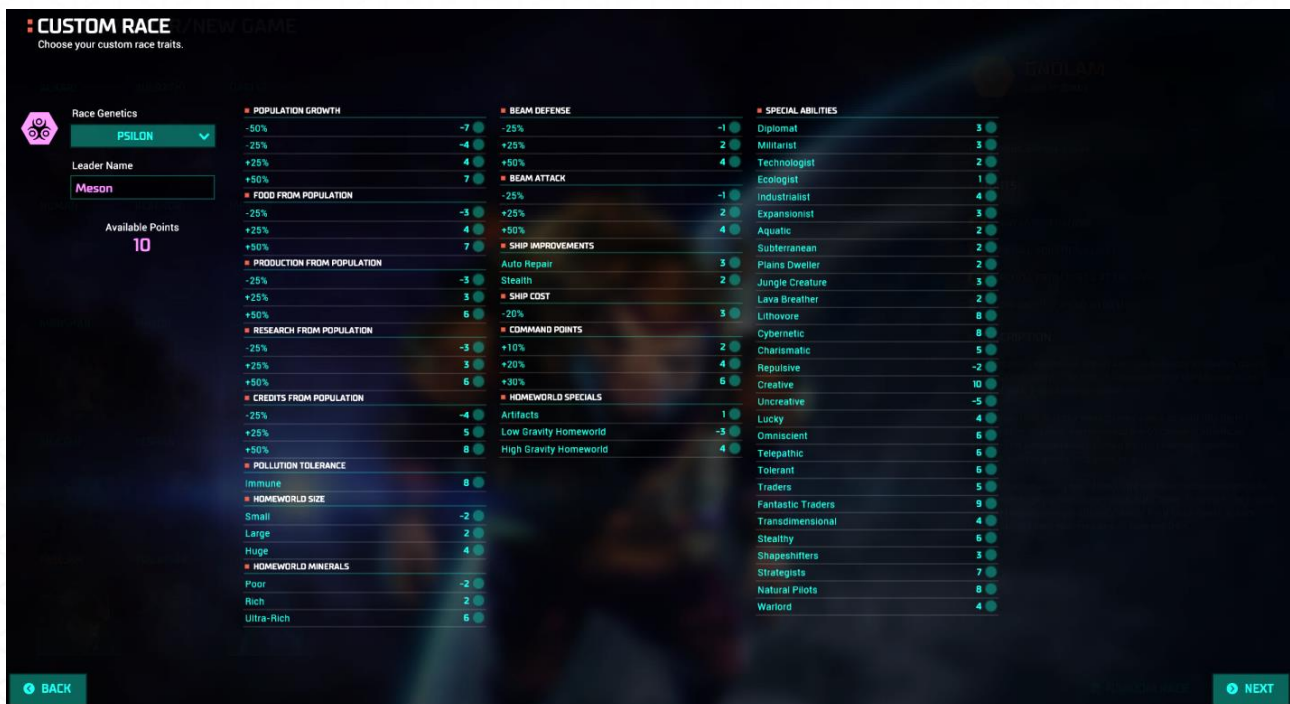 CUSTOM RACE
Choose your custom race traits.
Race Genetics
PSILON
Leader Name
Meson
Available Points
10
POPULATION GROWTH
-50% -7
-25% -4
+25% 4
+50% 7
FOOD FROM POPULATION
-25% -3
+25% 4
+50% 7
PRODUCTION FROM POPULATION
-25% -3
+25% 3
+50% 6
RESEARCH FROM POPULATION
-25% -3
+25% 3
+50% 6
CREDITS FROM POPULATION
-25% -4
+25% 5
+50% 8
POLLUTION TOLERANCE
Immune 8
HOMEWORLD SIZE
Small -2
Large 2
Huge 4
HOMEWORLD MINERALS
Poor -2
Rich 2
Ultra-Rich 6
BEAM DEFENSE
-25% -1
+25% 2
+50% 4
BEAM ATTACK
-25% -1
+25% 2
+50% 4
SHIP IMPROVEMENTS
Auto Repair 3
Stealth 2
SHIP COST
-20% 3
COMMAND POINTS
+10% 2
+20% 4
+30% 6
HOMEWORLD SPECIALS
Artifacts 1
Low Gravity Homeworld -3
High Gravity Homeworld 4
SPECIAL ABILITIES
Diplomat 3
Militarist 3
Technologist 2
Ecologist 1
Industrialist 4
Expansionist 3
Aquatic 2
Subterranean 2
Plains Dweller 2
Jungle Creature 3
Lava Breather 2
Lithovore 8
Cybernetic 8
Charismatic 5
Repulsive -2
Creative 10
Uncreative -5
Lucky 4
Omniscient 6
Telepathic 6
Tolerant 6
Traders 5
Fantastic Traders 9
Transdimensional 4
Stealthy 6
Shapeshifters 3
Strategists 7
Natural Pilots 8
Warlord 4
BACK
NEXT